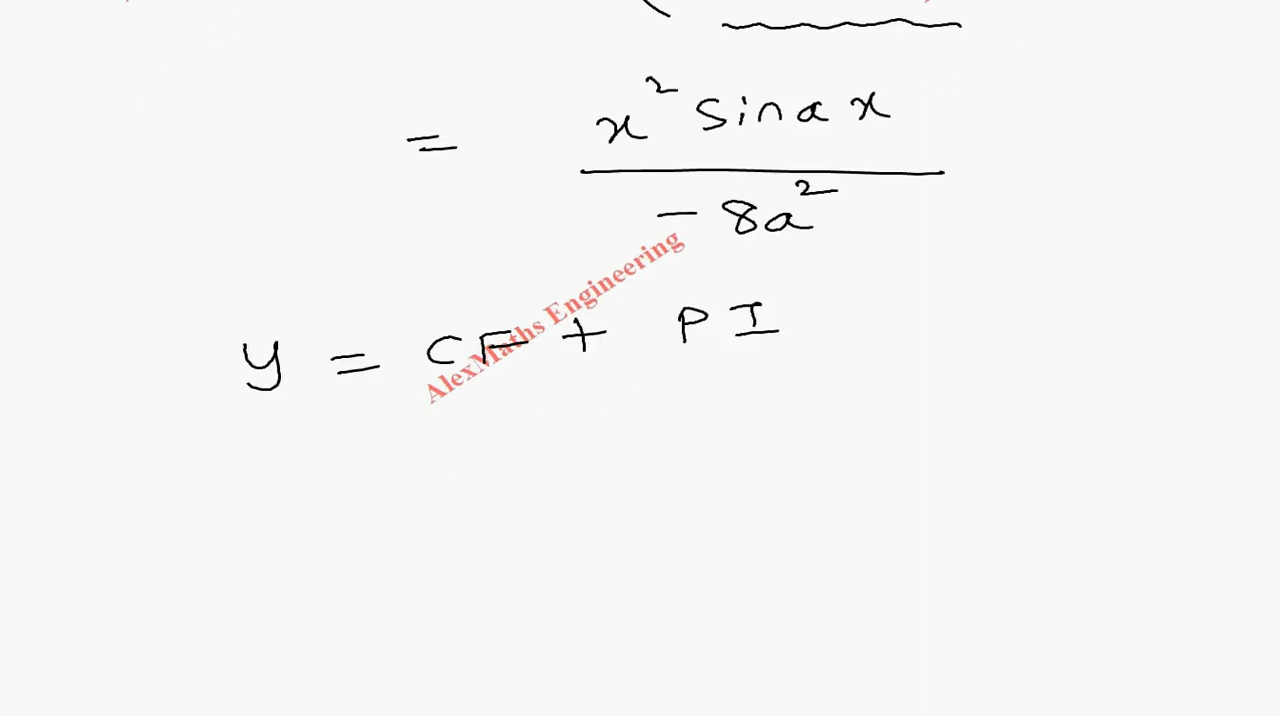 = x² sin a x
- 8a²
y = CF + PI
AlexMaths Engineering